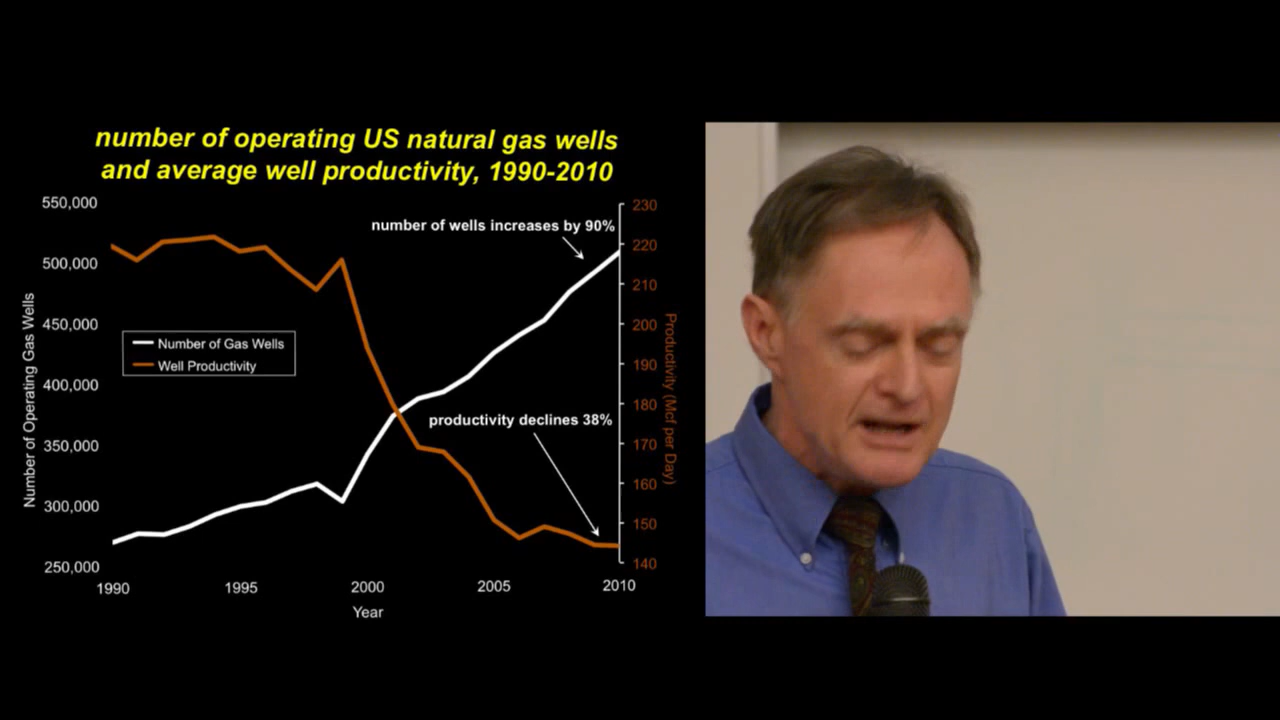 number of operating US natural gas wells
and average well productivity, 1990-2010
550,000
500,000
450,000
400,000
350,000
300,000
250,000
Number of Operating Gas Wells
230
220
210
200
190
180
170
160
150
140
Productivity (Mcf per Day)
number of wells increases by 90%
Number of Gas Wells
Well Productivity
productivity declines 38%
1990
1995
2000
2005
2010
Year